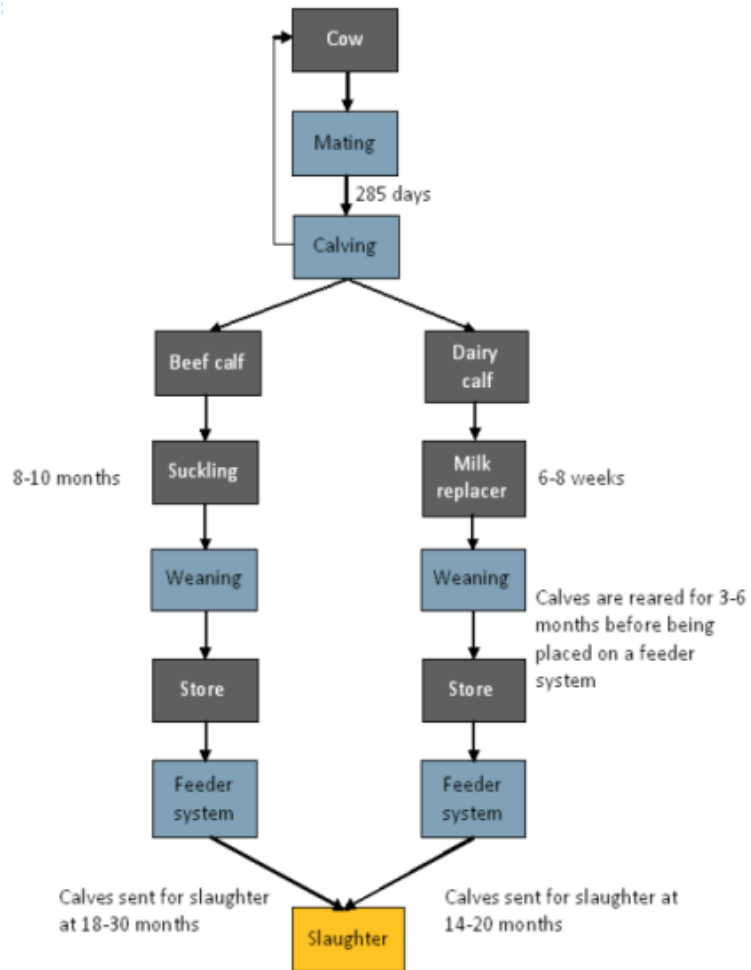 Cow
Mating
285 days
Calving
Beef calf
Dairy
calf
8-10 months
Suckling
Milk
replacer
6-8 weeks
Weaning
Weaning
Calves are reared for 3-6
months before being
placed on a feeder
system
Store
Store
Feeder
system
Feeder
system
Calves sent for slaughter
at 18-30 months
Calves sent for slaughter at
14-20 months
Slaughter